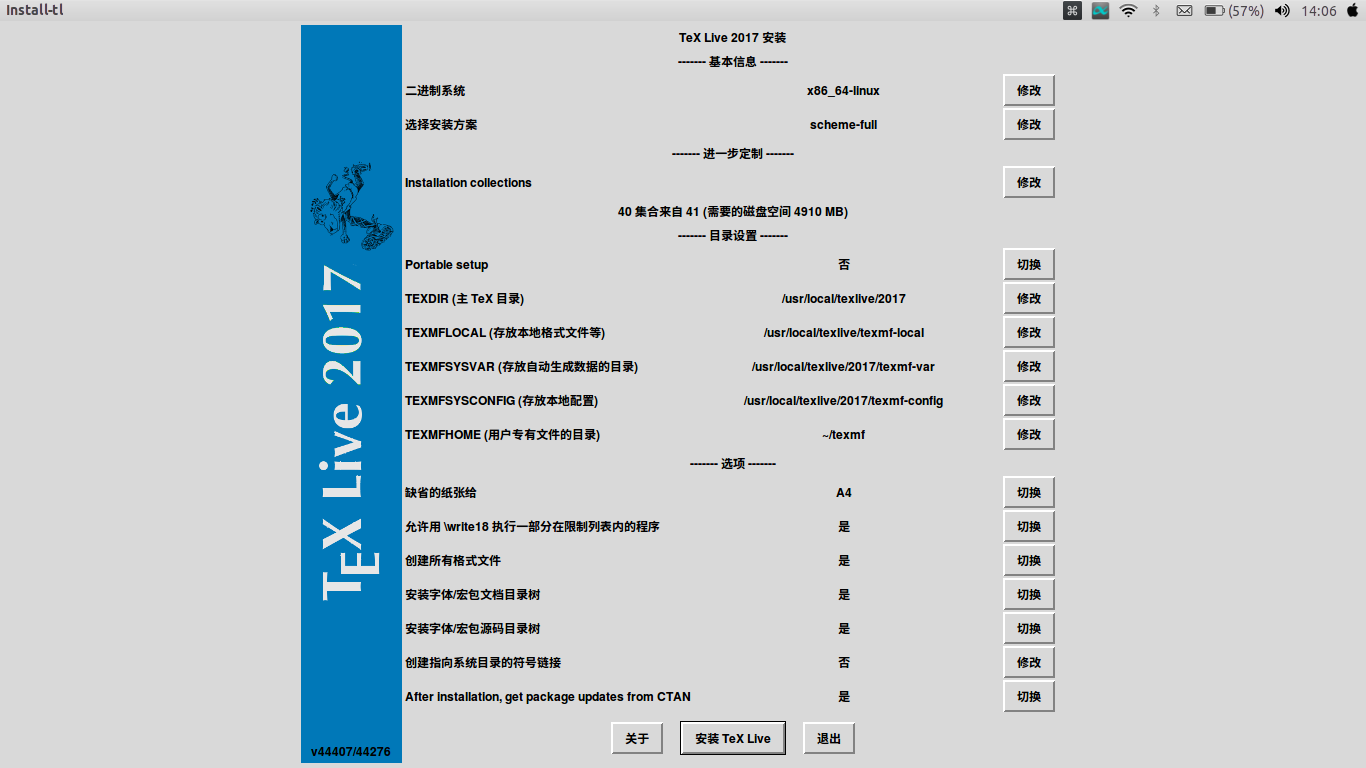 Install-tl
(57%)
14:06
TeX Live 2017 安装
------- 基本信息 -------
二进制系统 x86_64-linux 修改
选择安装方案 scheme-full 修改
------- 进一步定制 -------
Installation collections 修改
40 集合来自 41 (需要的磁盘空间 4910 MB)
------- 目录设置 -------
Portable setup 否 切换
TEXDIR (主 TeX 目录) /usr/local/texlive/2017 修改
TEXMFLOCAL (存放本地格式文件等) /usr/local/texlive/texmf-local 修改
TEXMFSYSVAR (存放自动生成数据的目录) /usr/local/texlive/2017/texmf-var 修改
TEXMFSYSCONFIG (存放本地配置) /usr/local/texlive/2017/texmf-config 修改
TEXMFHOME (用户专有文件的目录) ~/texmf 修改
------- 选项 -------
缺省的纸张给 A4 切换
允许用 \write18 执行一部分在限制列表内的程序 是 切换
创建所有格式文件 是 切换
安装字体/宏包文档目录树 是 切换
安装字体/宏包源码目录树 是 切换
创建指向系统目录的符号链接 否 修改
After installation, get package updates from CTAN 是 切换
关于 安装 TeX Live 退出
TEX Live 2017
v44407/44276